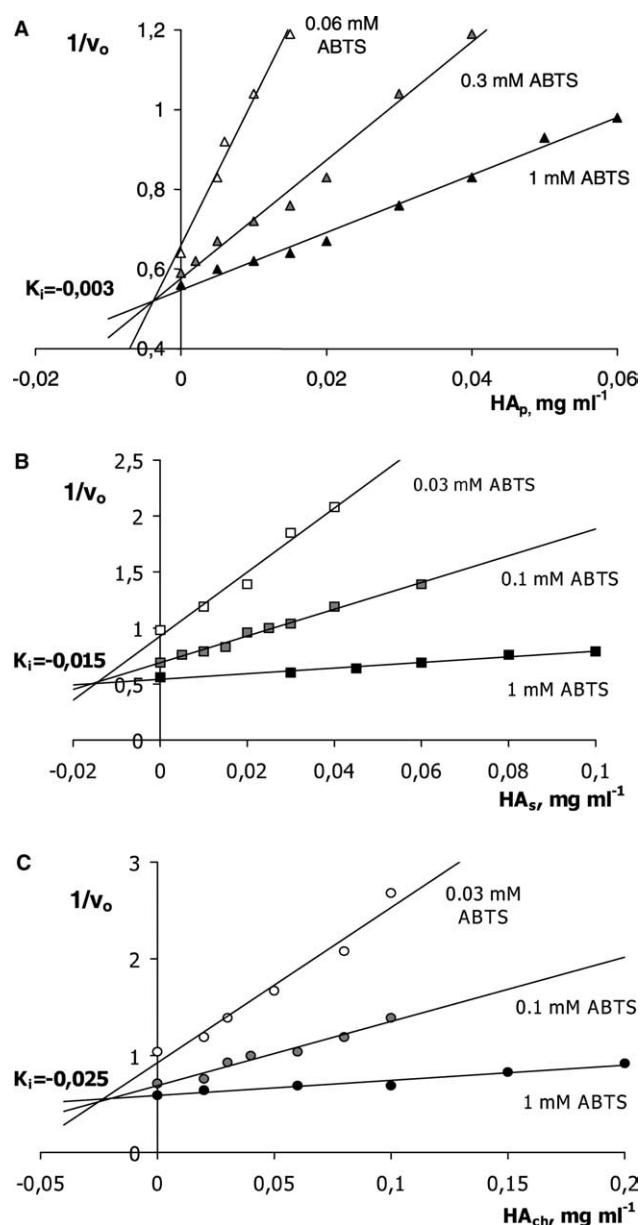 A
1/vo
0.06 mM
ABTS
1,2
0.3 mM ABTS
1
1 mM ABTS
0,8
0,6
Ki=-0,003
0,4
-0,02
0
0,02
0,04
0,06
HAp, mg ml-1
B
2,5
1/vo
0.03 mM ABTS
2
1,5
0.1 mM ABTS
1
Ki=-0,015
0,5
1 mM ABTS
0
-0,02
0
0,02
0,04
0,06
0,08
0,1
HAs, mg ml-1
C
3
1/vo
0.03 mM
ABTS
2
0.1 mM ABTS
1
Ki=-0,025
1 mM ABTS
0
-0,05
0
0,05
0,1
0,15
0,2
HAch, mg ml-1